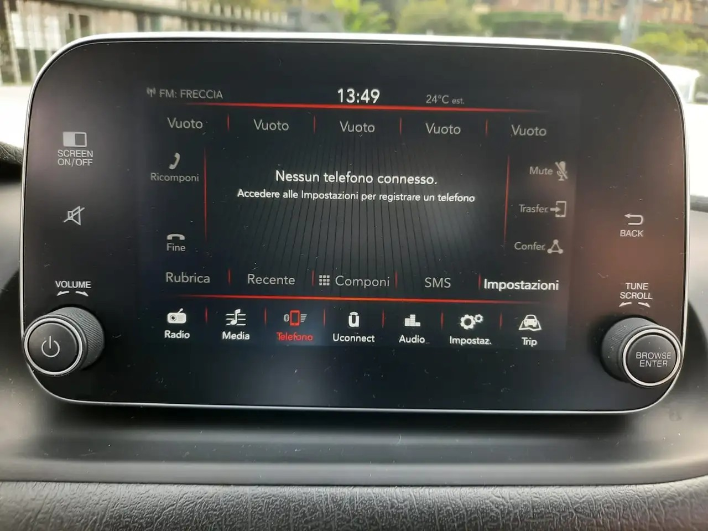 FM: FRECCIA 13:49 24°C est.
Vuoto Vuoto Vuoto Vuoto Vuoto
SCREEN
ON/OFF
Ricomponi
Nessun telefono connesso.
Accedere alle Impostazioni per registrare un telefono
Mute
Trasfer
BACK
Fine
Confer
Rubrica Recente Componi SMS Impostazioni
VOLUME
TUNE
SCROLL
Radio Media Telefono Uconnect Audio Impostaz. Trip
BROWSE
ENTER